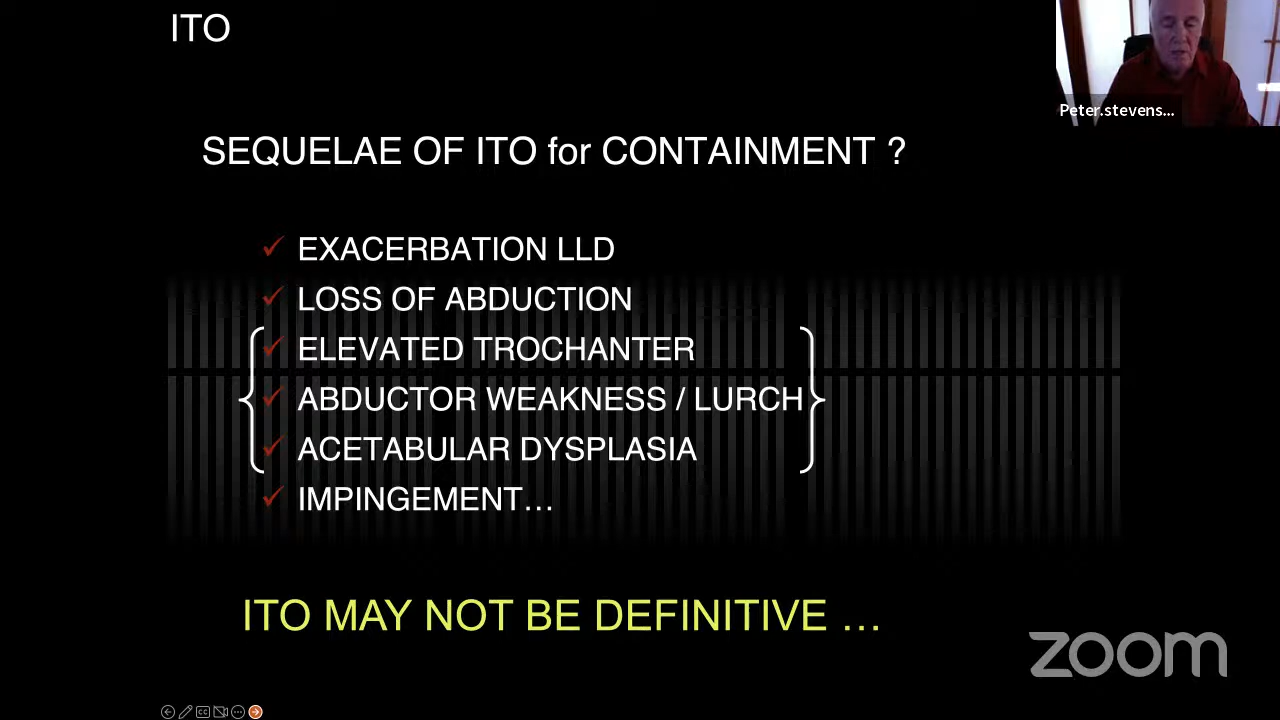 ITO
Peter.stevens...
SEQUELAE OF ITO for CONTAINMENT ?
✓ EXACERBATION LLD
✓ LOSS OF ABDUCTION
✓ ELEVATED TROCHANTER
✓ ABDUCTOR WEAKNESS / LURCH
✓ ACETABULAR DYSPLASIA
✓ IMPINGEMENT…
ITO MAY NOT BE DEFINITIVE …
zoom
CC